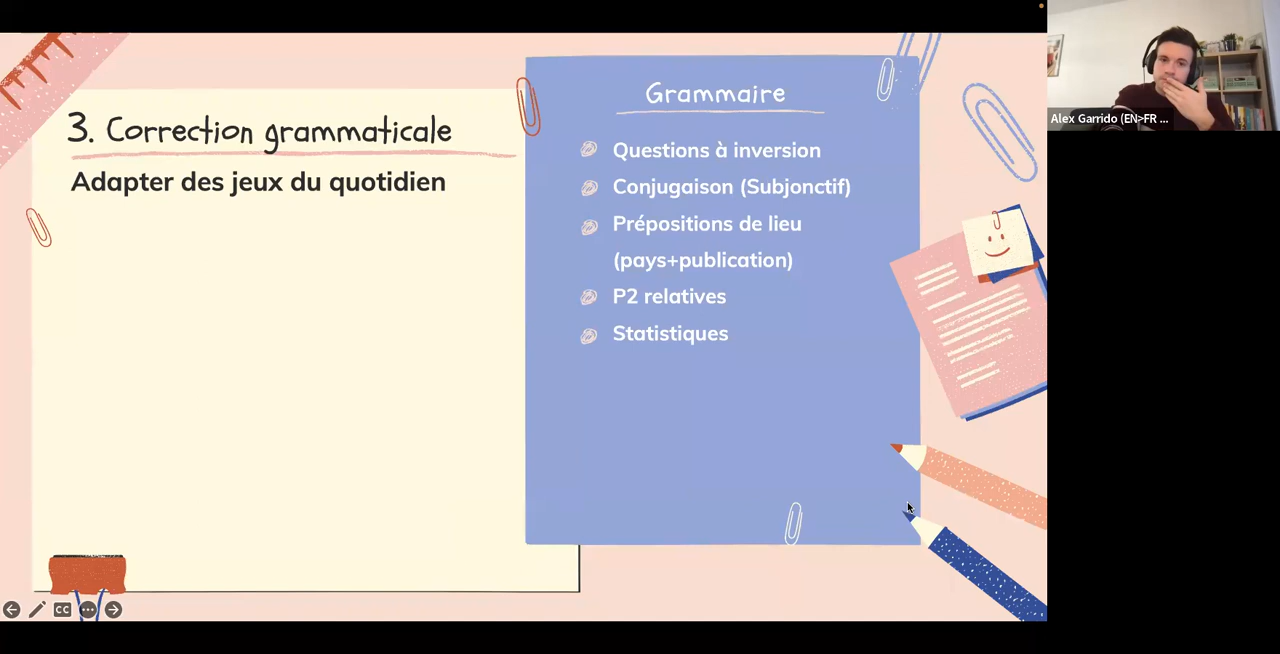 3. Correction grammaticale
Adapter des jeux du quotidien
Grammaire
Questions à inversion
Conjugaison (Subjonctif)
Prépositions de lieu
(pays+publication)
P2 relatives
Statistiques
Alex Garrido (EN>FR ...
CC